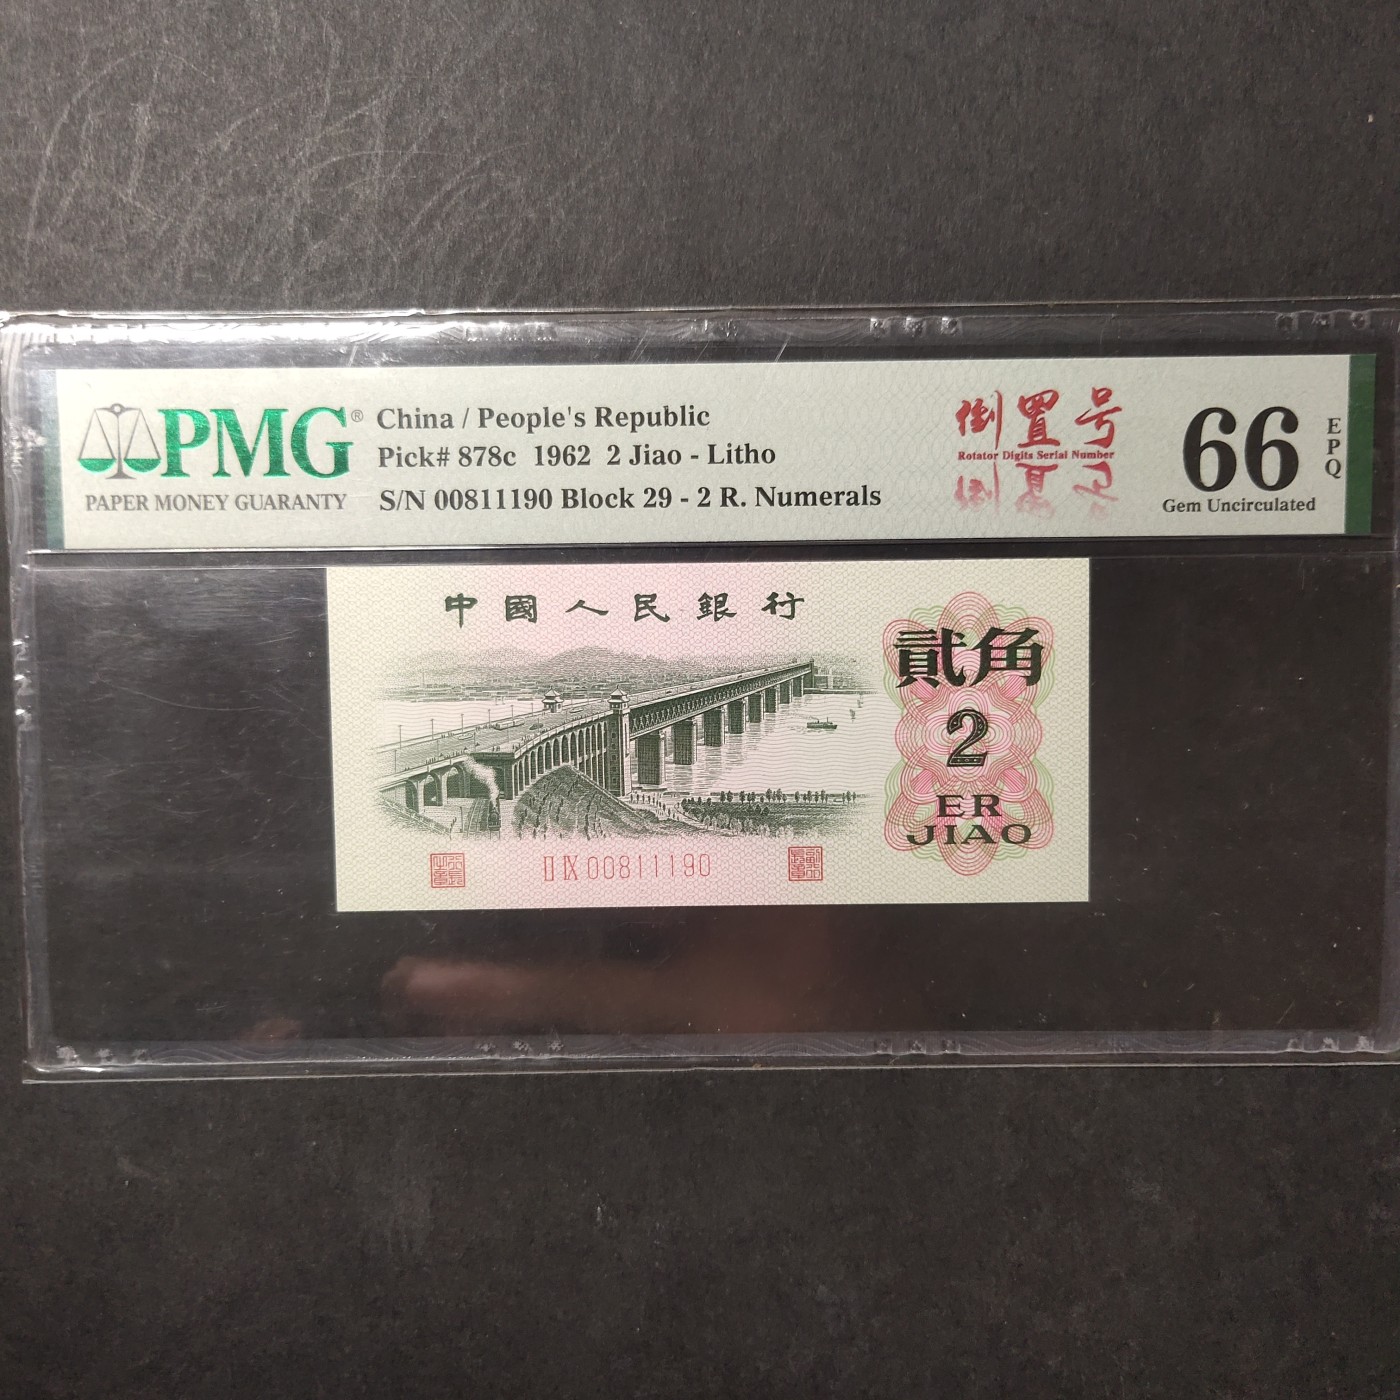 PMG®
PAPER MONEY GUARANTY
China / People's Republic
Pick# 878c 1962 2 Jiao - Litho
S/N 00811190 Block 29 - 2 R. Numerals
倒置号
Rotator Digits Serial Number
66
EPQ
Gem Uncirculated
中國人民銀行
貳角
2
ER
JIAO
II IX 00811190